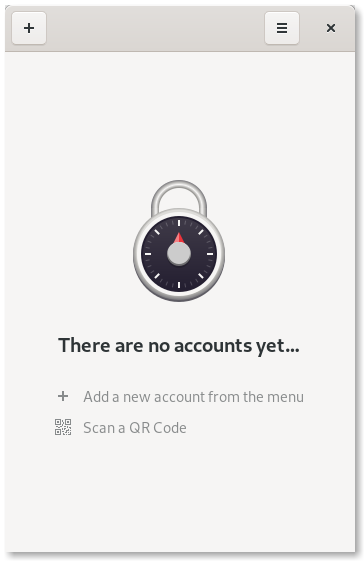 There are no accounts yet...
Add a new account from the menu
Scan a QR Code